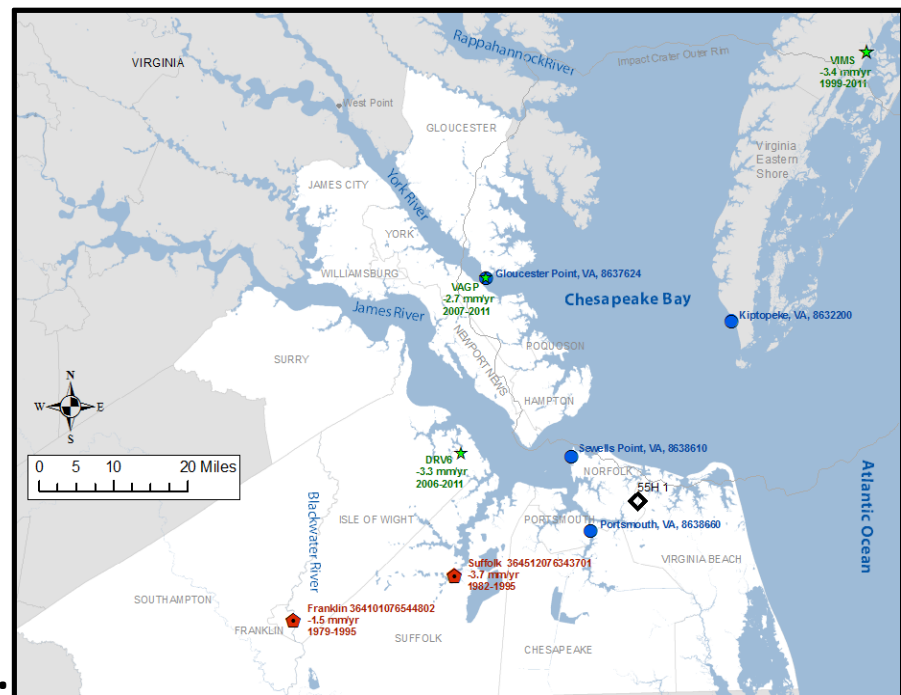 Rappahannock River
Impact Crater Outer Rim
VIMS
-3.4 mm/yr
1999-2011
VIRGINIA
West Point
GLOUCESTER
Virginia
Eastern
Shore
JAMES CITY
York River
YORK
WILLIAMSBURG
Gloucester Point, VA, 8637624
VAGP
-2.7 mm/yr
2007-2011
Chesapeake Bay
Kiptopeke, VA, 8632200
James River
SURRY
NEWPORT NEWS
POQUOSON
HAMPTON
N
W
E
S
0 5 10 20 Miles
DRV6
-3.3 mm/yr
2006-2011
Sewells Point, VA, 8638610
NORFOLK
55H 1
Blackwater River
ISLE OF WIGHT
PORTSMOUTH
Portsmouth, VA, 8638660
Atlantic Ocean
VIRGINIA BEACH
Suffolk 364512076343701
-3.7 mm/yr
1982-1995
SOUTHAMPTON
Franklin 364101076544802
-1.5 mm/yr
1979-1995
FRANKLIN
SUFFOLK
CHESAPEAKE